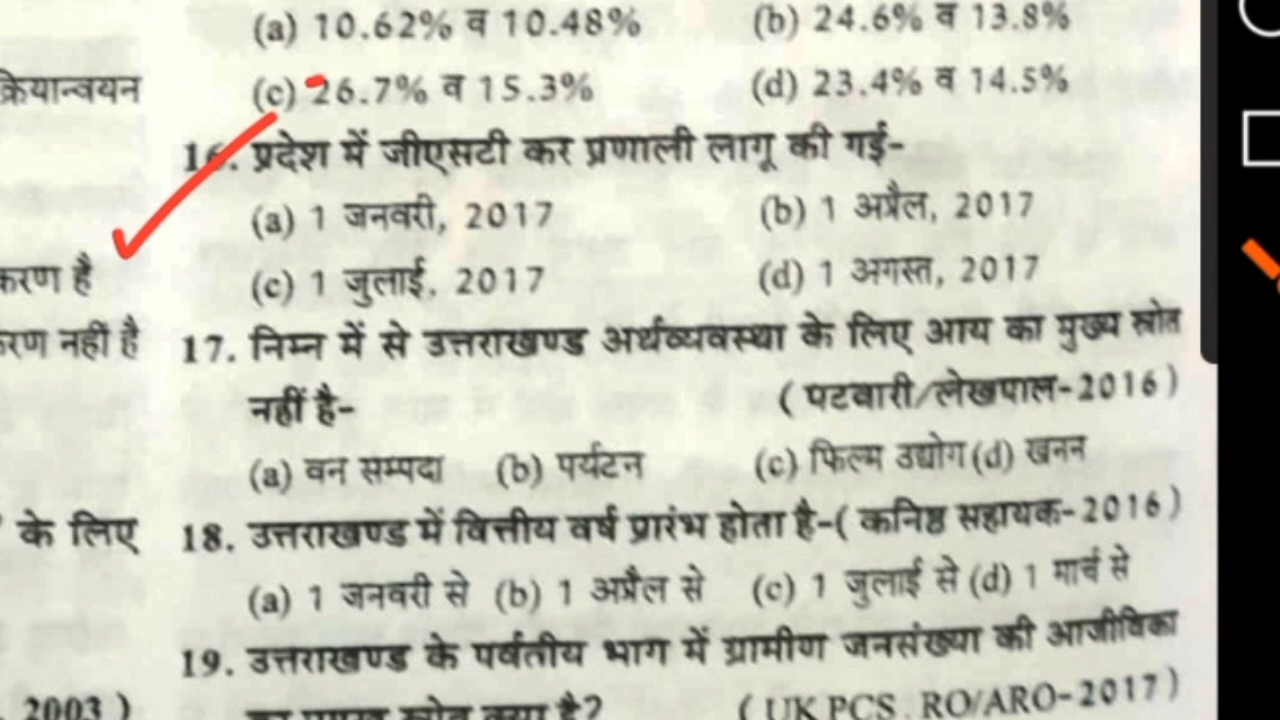 (a) 10.62% व 10.48% (b) 24.6% व 13.8%
क्रियान्वयन (c) 26.7% व 15.3% (d) 23.4% व 14.5%
16. प्रदेश में जीएसटी कर प्रणाली लागू की गई-
(a) 1 जनवरी, 2017 (b) 1 अप्रैल, 2017
करण है (c) 1 जुलाई, 2017 (d) 1 अगस्त, 2017
रण नहीं है 17. निम्न में से उत्तराखण्ड अर्थव्यवस्था के लिए आय का मुख्य स्रोत
नहीं है- ( पटवारी/लेखपाल-2016 )
(a) वन सम्पदा (b) पर्यटन (c) फिल्म उद्योग (d) खनन
के लिए 18. उत्तराखण्ड में वित्तीय वर्ष प्रारंभ होता है-( कनिष्ठ सहायक-2016 )
(a) 1 जनवरी से (b) 1 अप्रैल से (c) 1 जुलाई से (d) 1 मार्च से
19. उत्तराखण्ड के पर्वतीय भाग में ग्रामीण जनसंख्या की आजीविका
2003 ) स्रोत क्या है? ( UK PCS. RO/ARO-2017 )